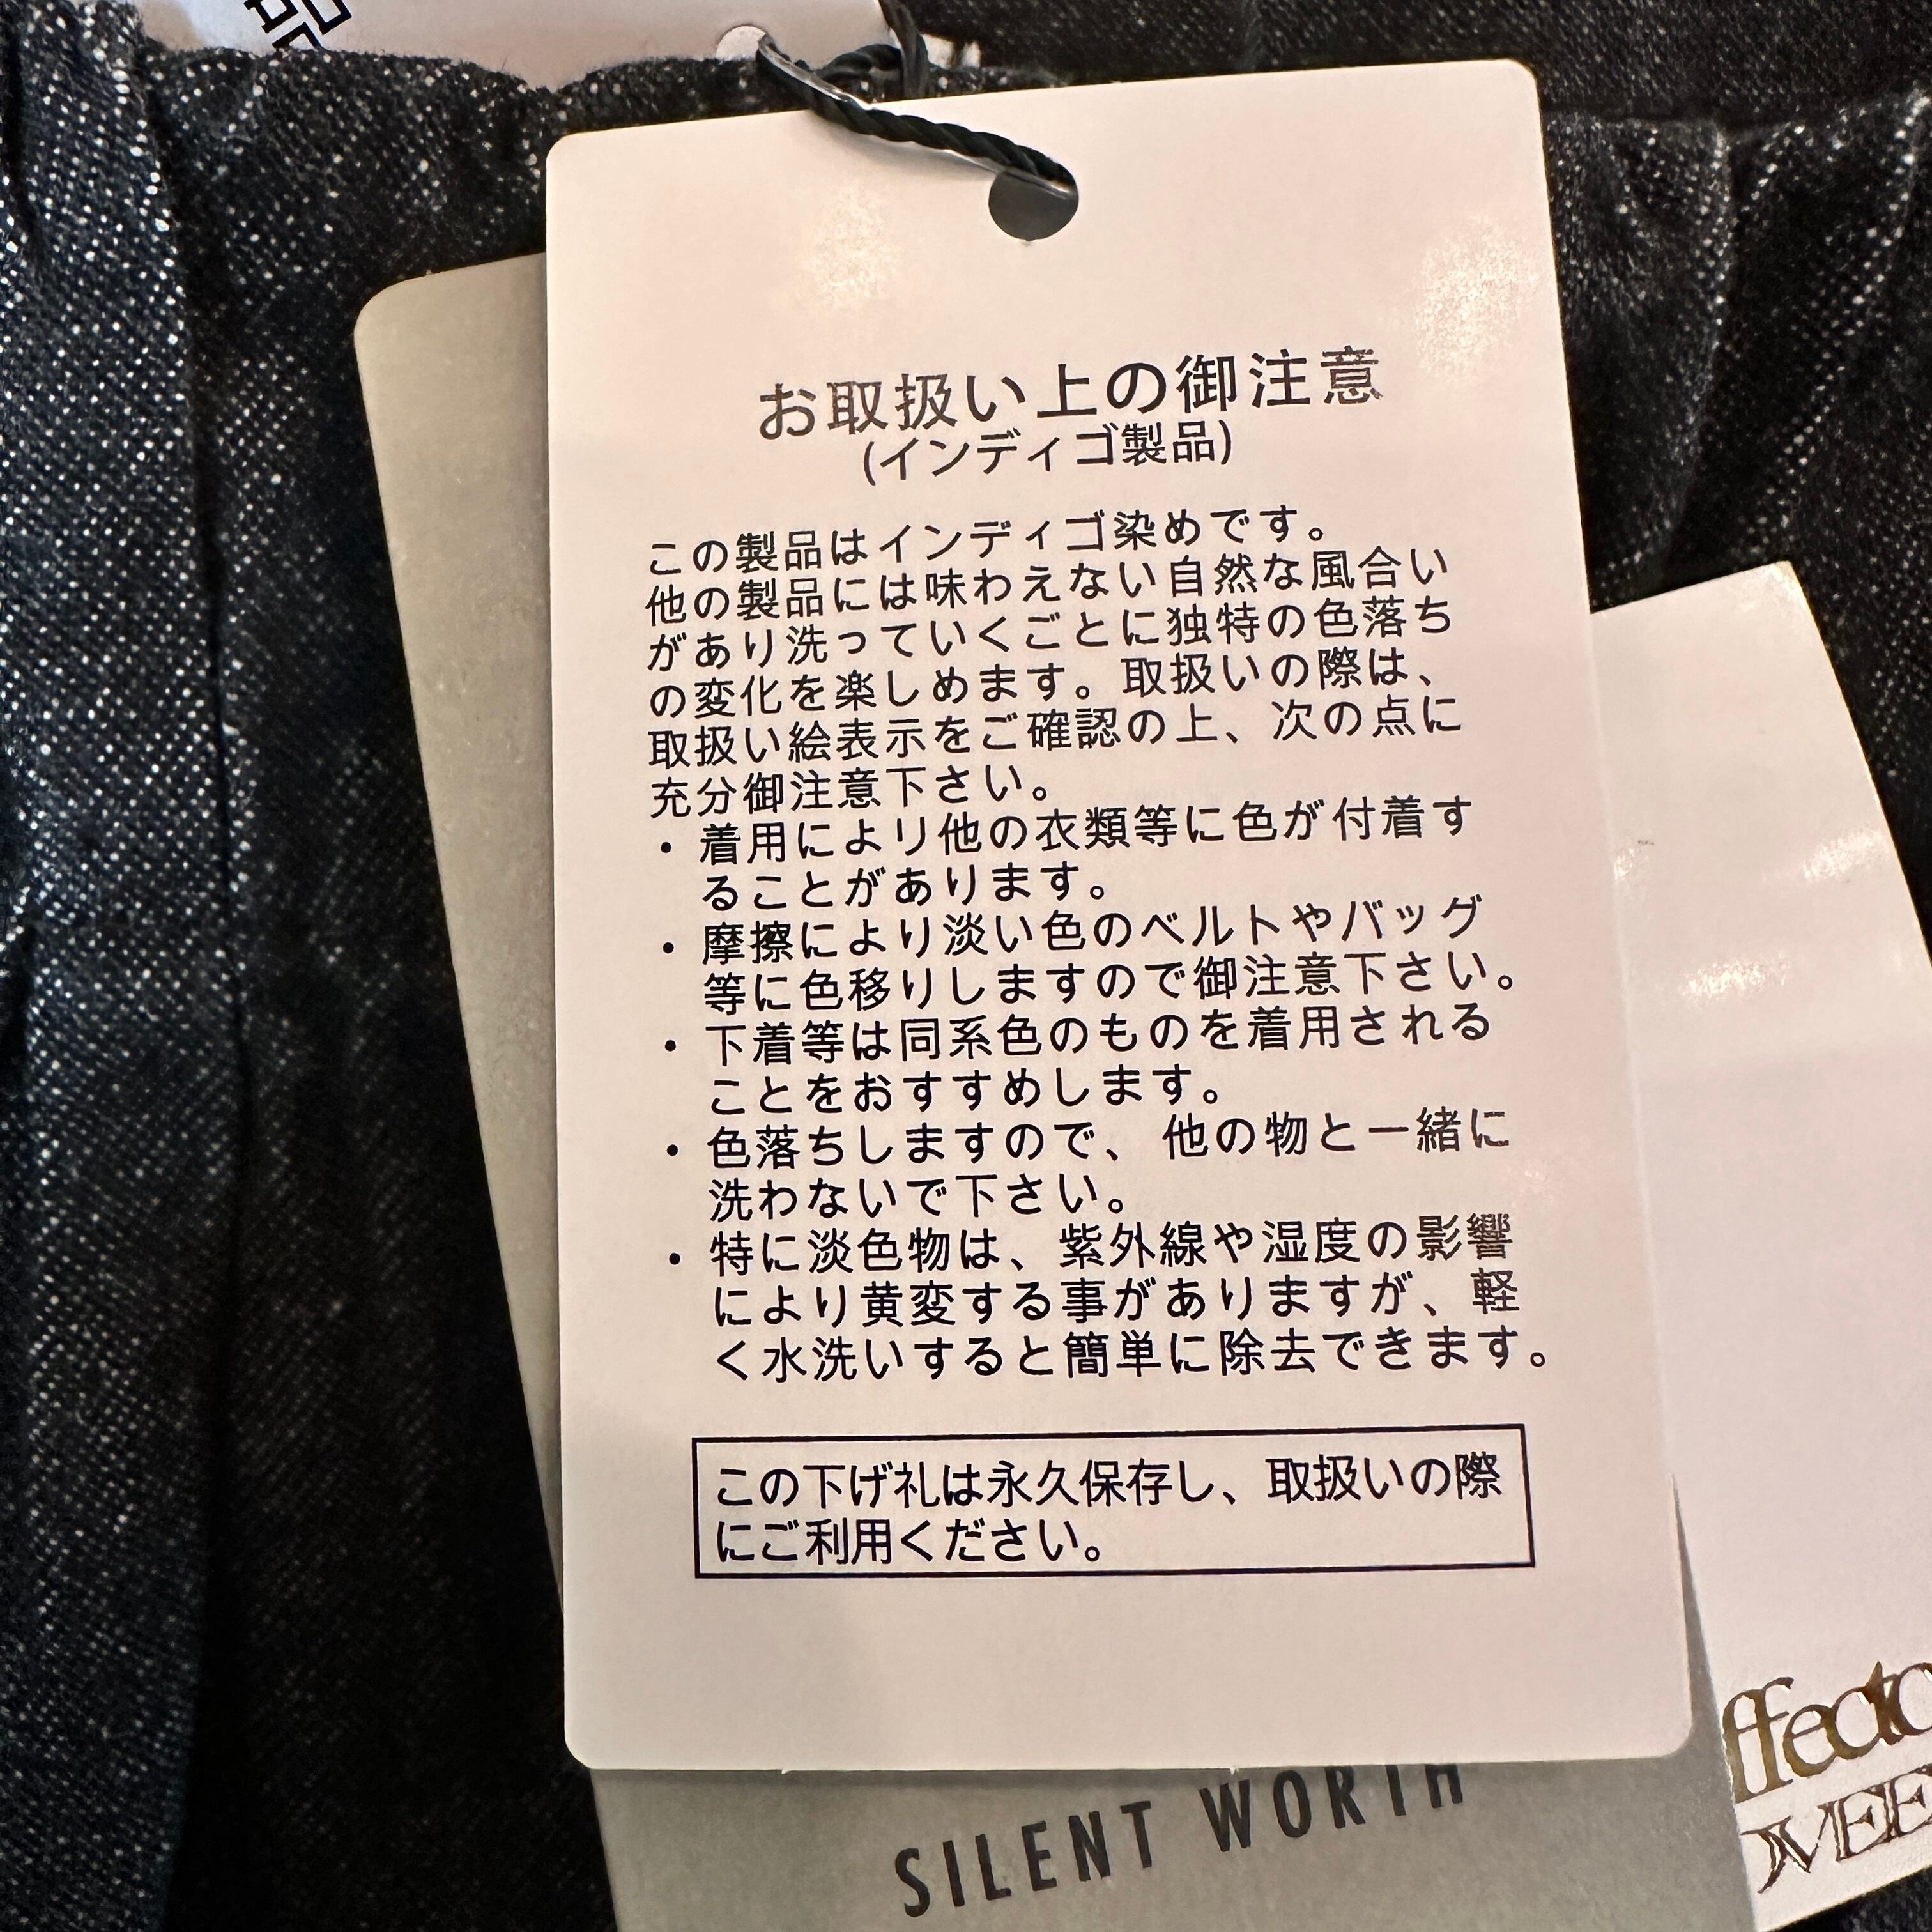 お取扱い上の御注意
(インディゴ製品)
この製品はインディゴ染めです。
他の製品には味わえない自然な風合い
があり洗っていくごとに独特の色落ち
の変化を楽しめます。取扱いの際は、
取扱い絵表示をご確認の上、次の点に
充分御注意下さい。
・着用により他の衣類等に色が付着す
ることがあります。
・摩擦により淡い色のベルトやバッグ
等に色移りしますので御注意下さい。
・下着等は同系色のものを着用される
ことをおすすめします。
・色落ちしますので、他の物と一緒に
洗わないで下さい。
・特に淡色物は、紫外線や湿度の影響
により黄変する事がありますが、軽
く水洗いすると簡単に除去できます。
この下げ札は永久保存し、取扱いの際
にご利用ください。
SILENT WORTH